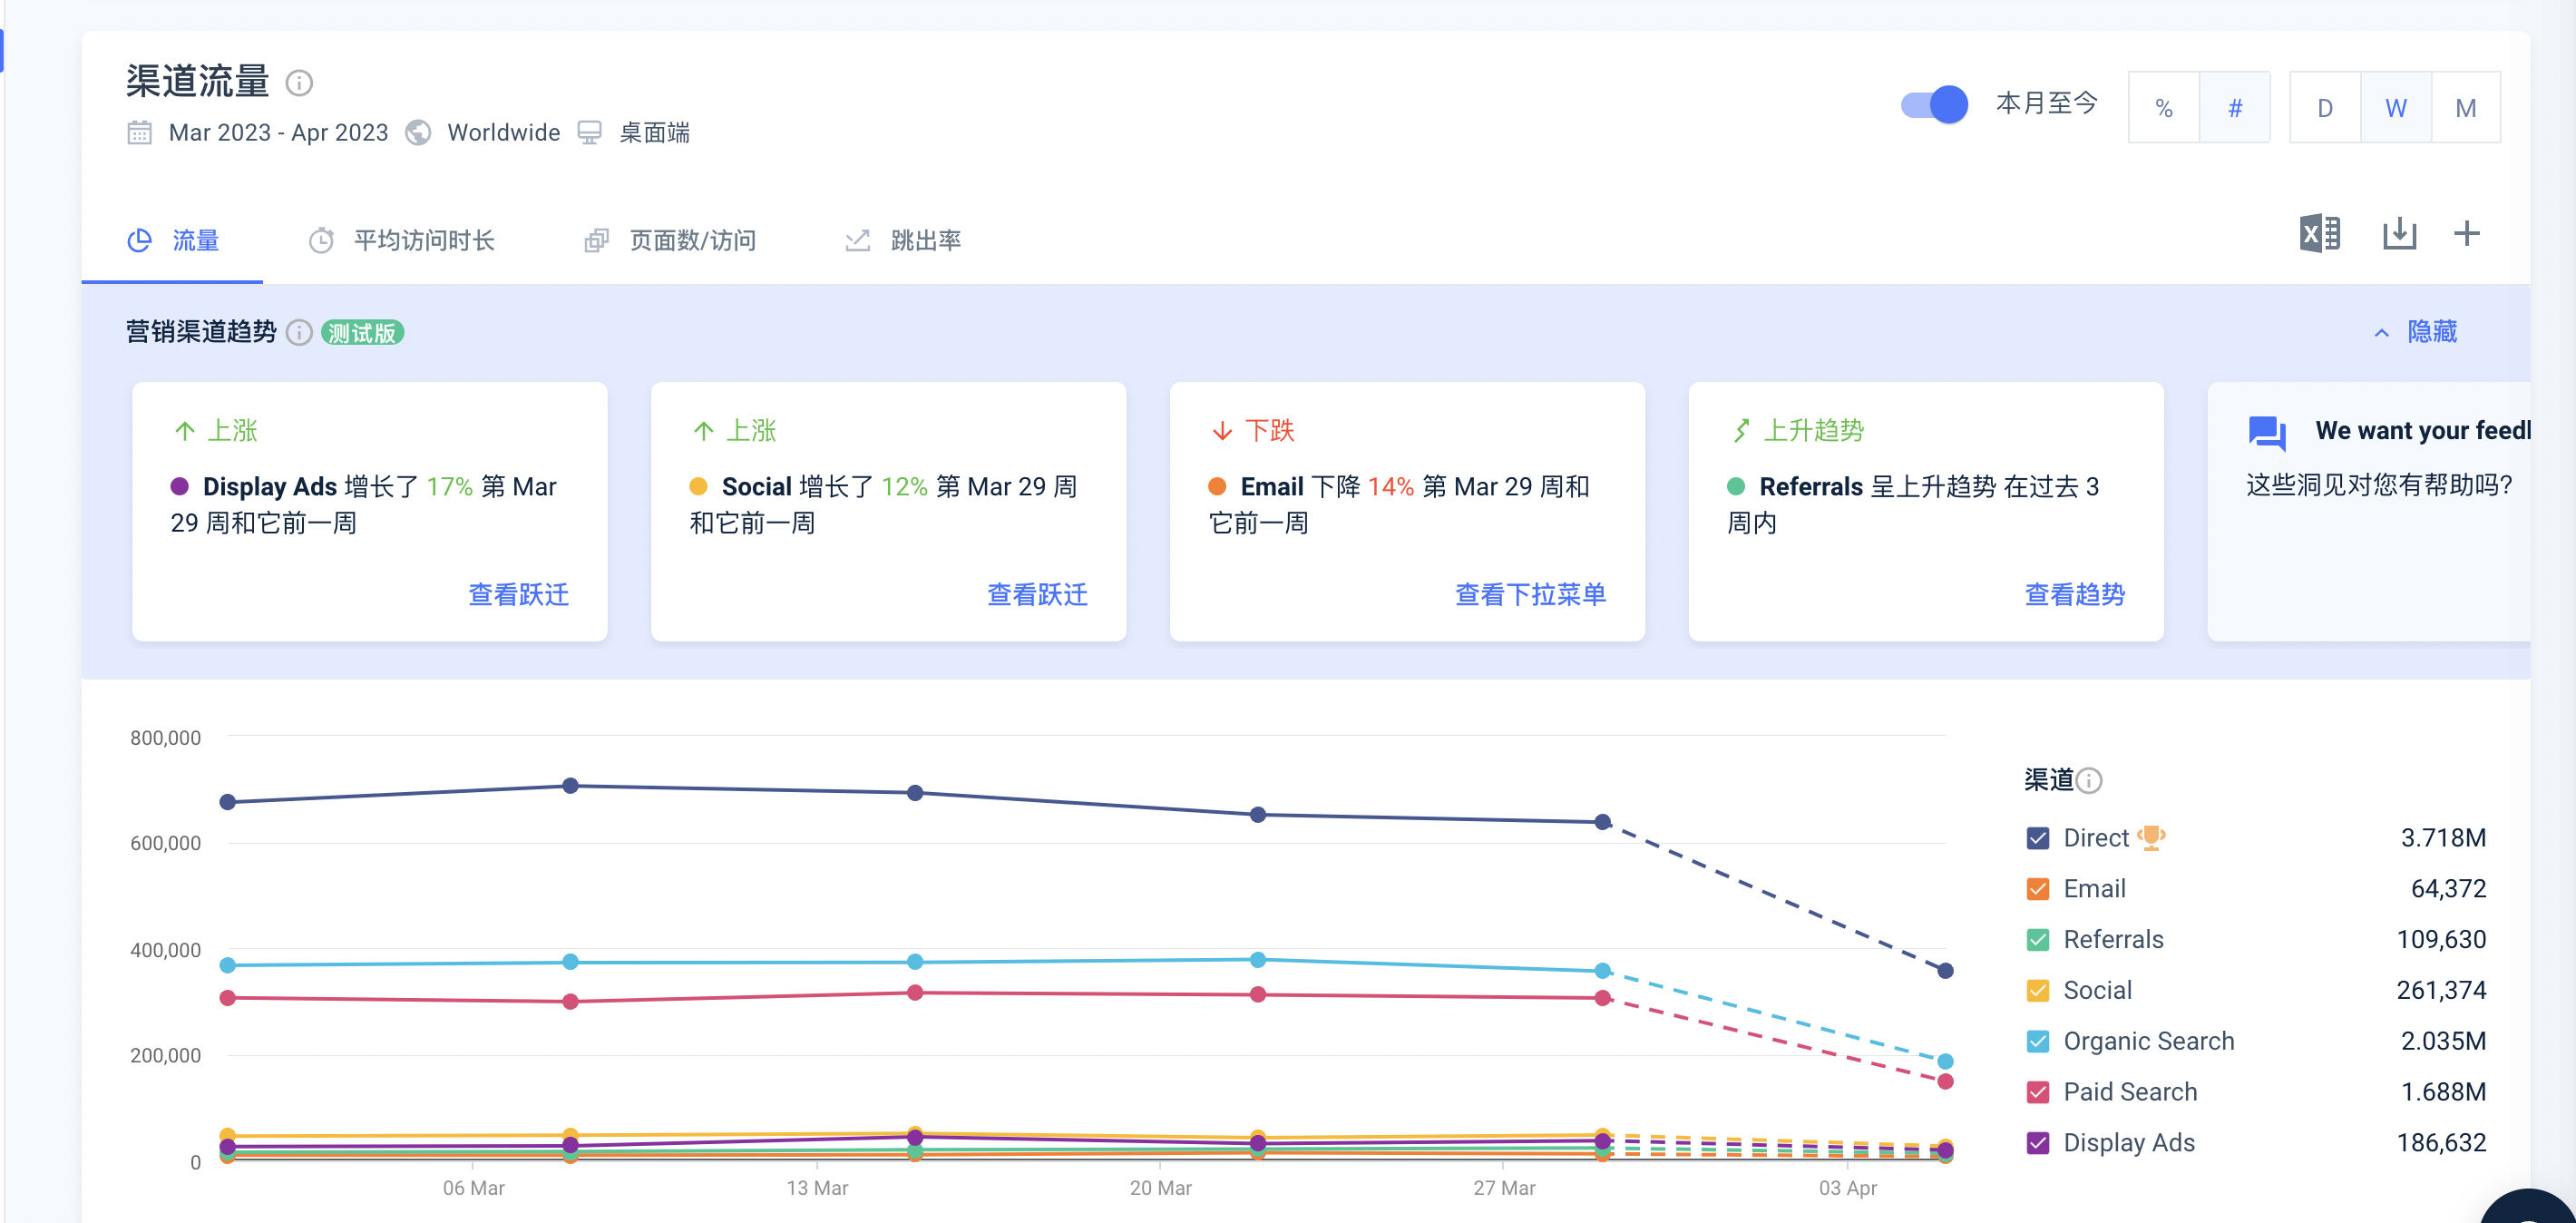 渠道流量
Mar 2023 - Apr 2023 Worldwide 桌面端
本月至今 % # D W M
流量 平均访问时长 页面数/访问 跳出率
营销渠道趋势 测试版
隐藏
上涨
Display Ads 增长了 17% 第 Mar
29 周和它前一周
查看跃迁
上涨
Social 增长了 12% 第 Mar 29 周
和它前一周
查看跃迁
下跌
Email 下降 14% 第 Mar 29 周和
它前一周
查看下拉菜单
上升趋势
Referrals 呈上升趋势 在过去 3
周内
查看趋势
We want your
这些洞见对您有帮助吗?
800,000
600,000
400,000
200,000
0
06 Mar 13 Mar 20 Mar 27 Mar 03 Apr
渠道
Direct 3.718M
Email 64,372
Referrals 109,630
Social 261,374
Organic Search 2.035M
Paid Search 1.688M
Display Ads 186,632